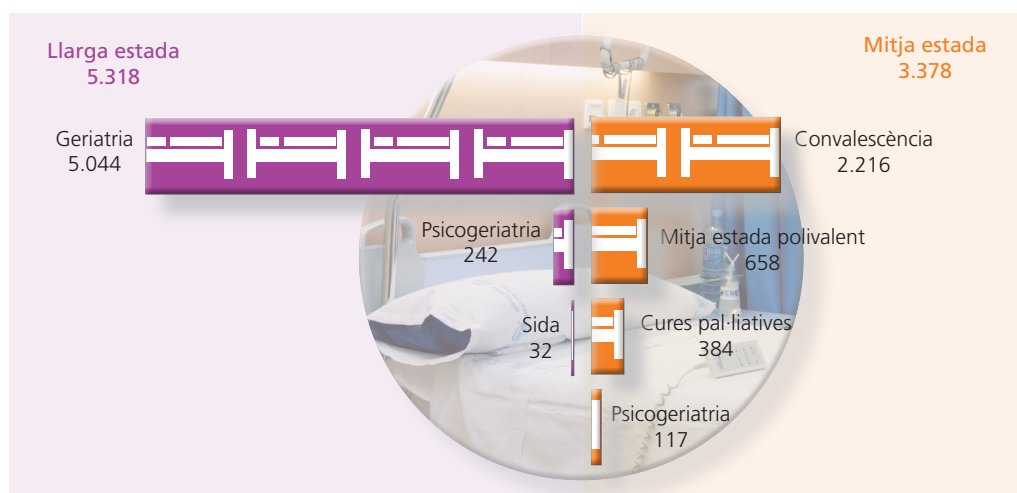 Llarga estada
5.318
Geriatria
5.044
Psicogeriatria
242
Sida
32
Mitja estada
3.378
Convalescència
2.216
Mitja estada polivalent
658
Cures pal·liatives
384
Psicogeriatria
117